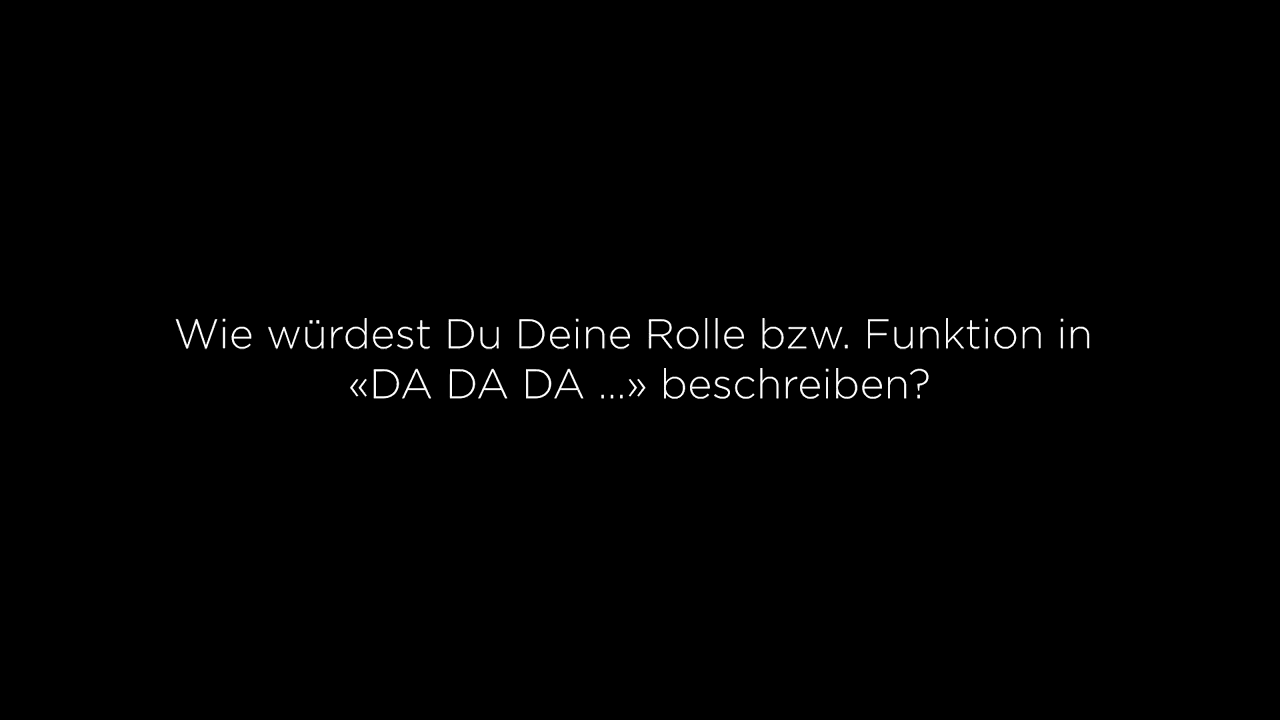 Wie würdest Du Deine Rolle bzw. Funktion in
«DA DA DA ...» beschreiben?